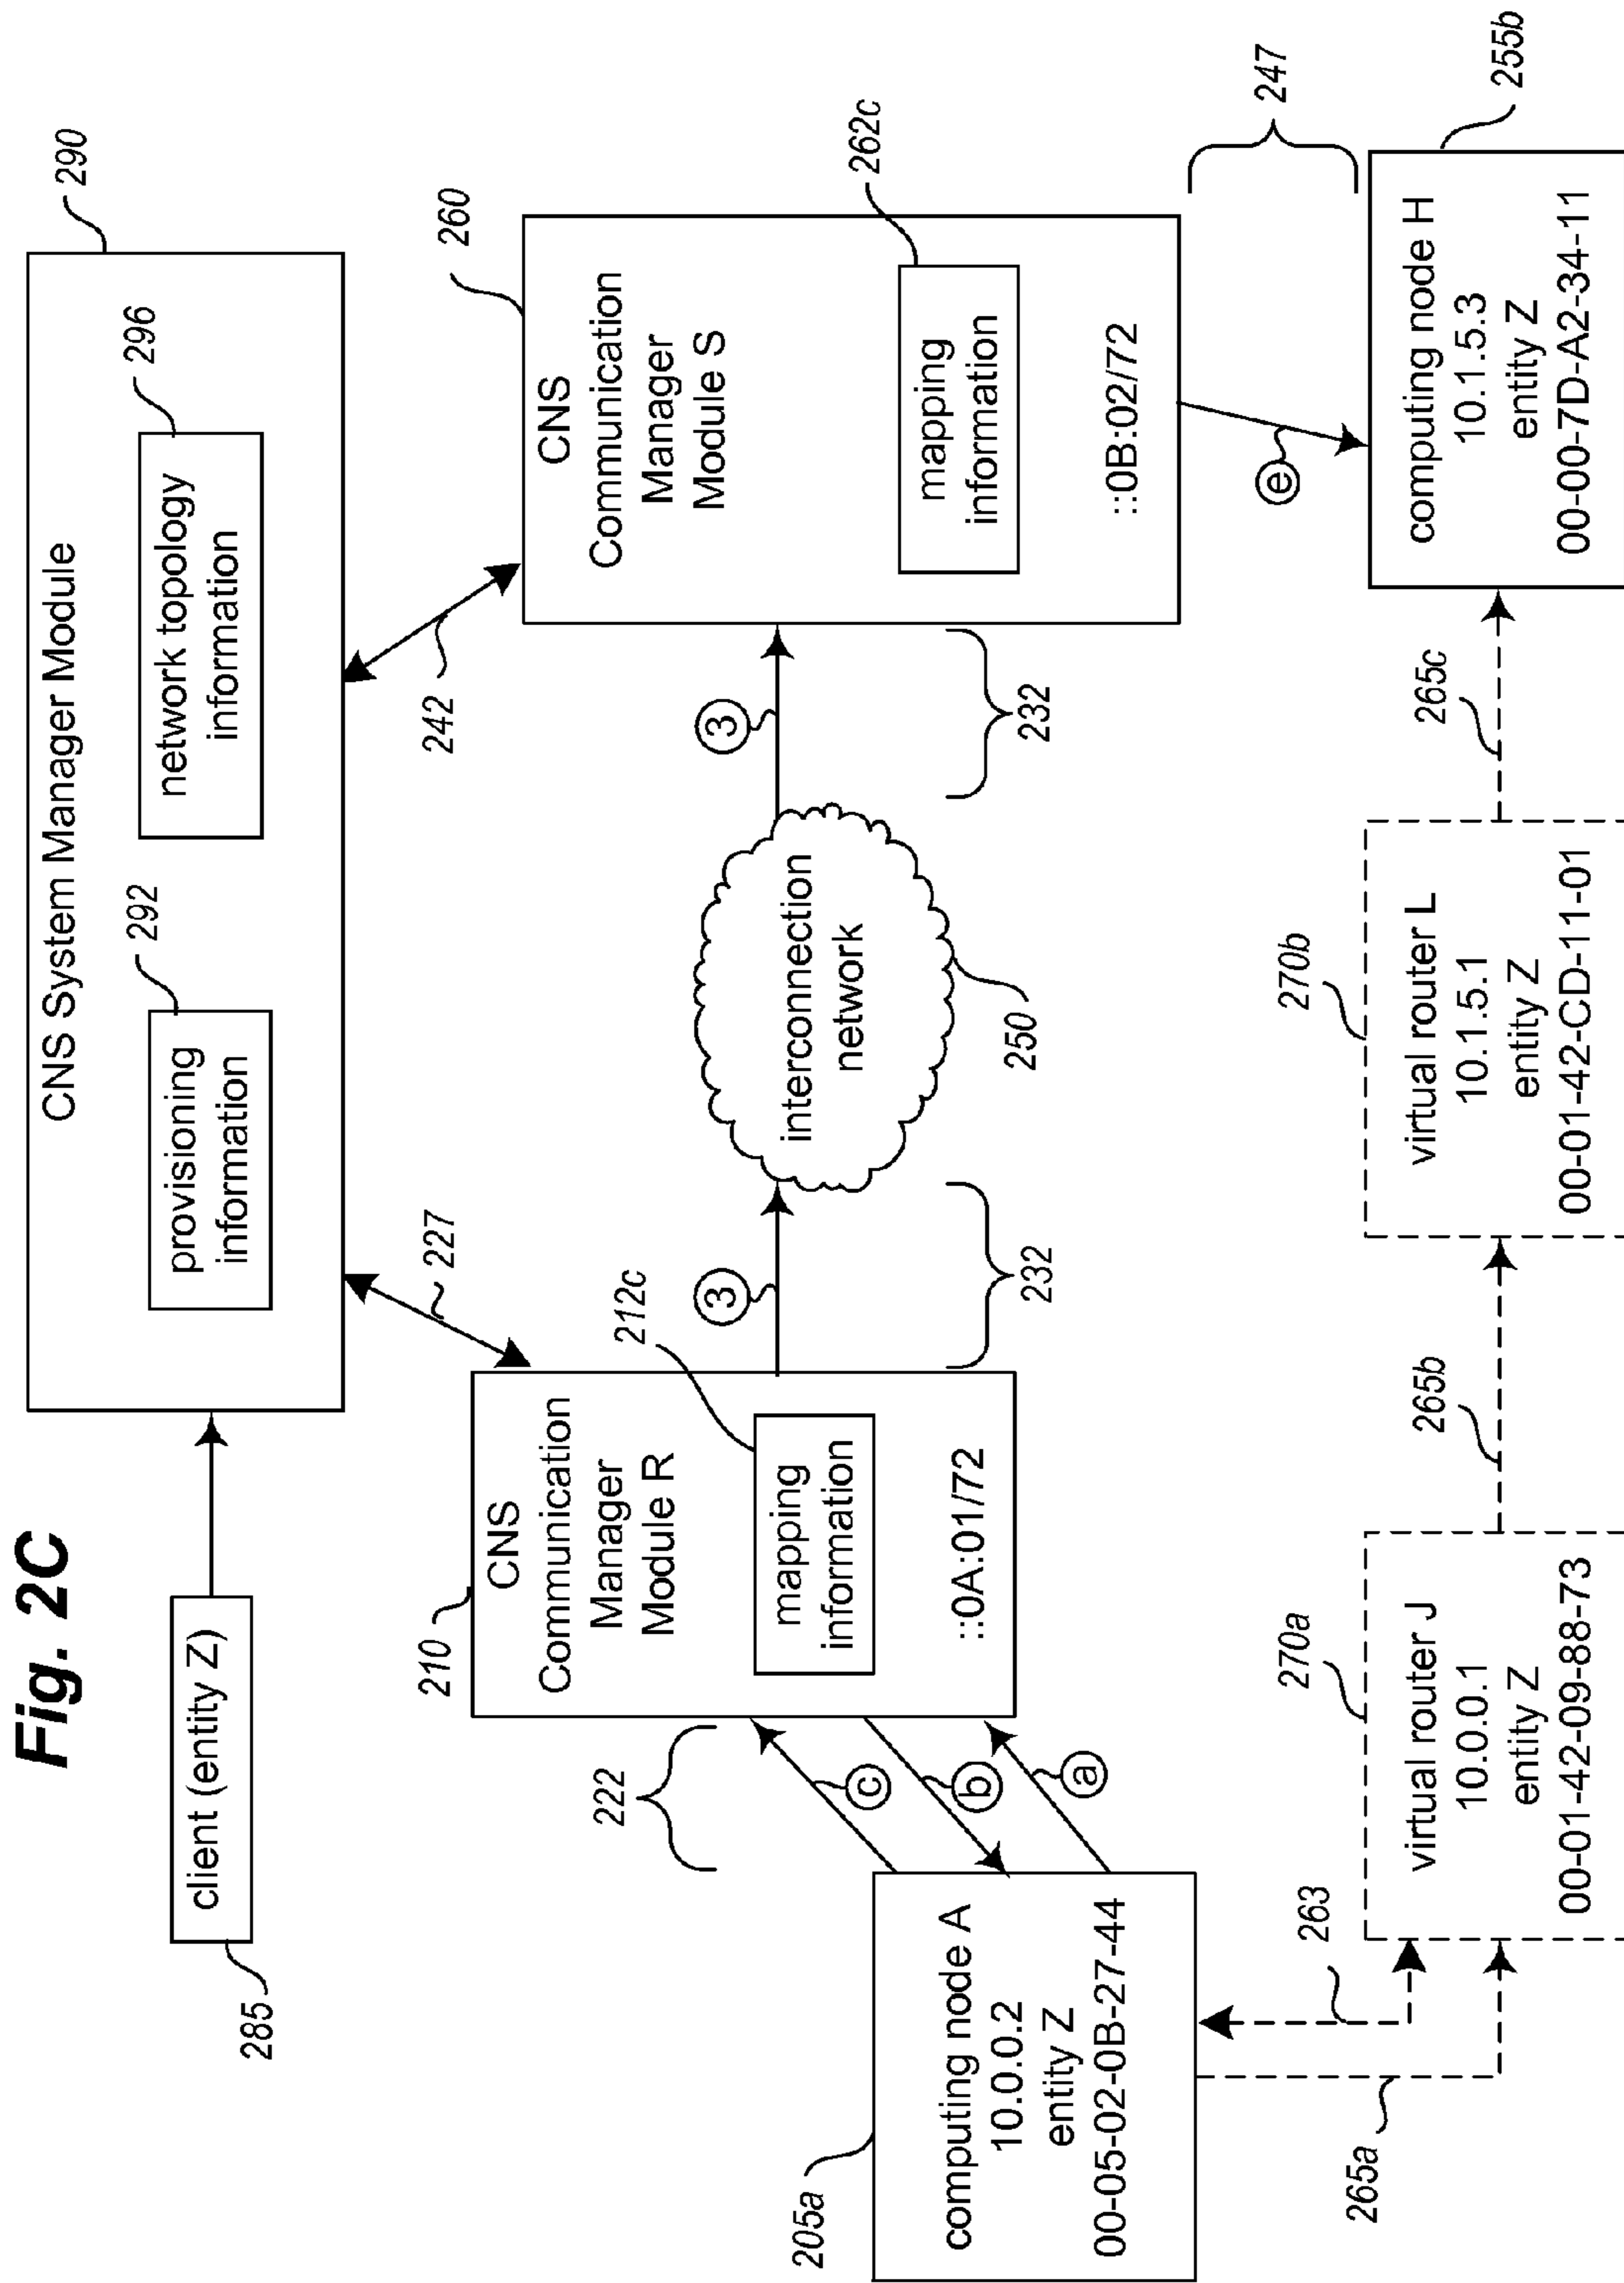 Fig. 2C
285
client (entity Z)
290
CNS System Manager Module
292
provisioning
information
296
network topology
information
227
242
210
CNS
Communication
Manager
Module R
212c
mapping
information
::0A:01/72
260
CNS
Communication
Manager
Module S
262c
mapping
information
::0B:02/72
222
c
b
a
3
232
interconnection
network
250
3
232
e
247
205a
computing node A
10.0.0.2
entity Z
00-05-02-0B-27-44
263
265a
270a
virtual router J
10.0.0.1
entity Z
00-01-42-09-88-73
265b
270b
virtual router L
10.1.5.1
entity Z
00-01-42-CD-11-01
265c
255b
computing node H
10.1.5.3
entity Z
00-00-7D-A2-34-11